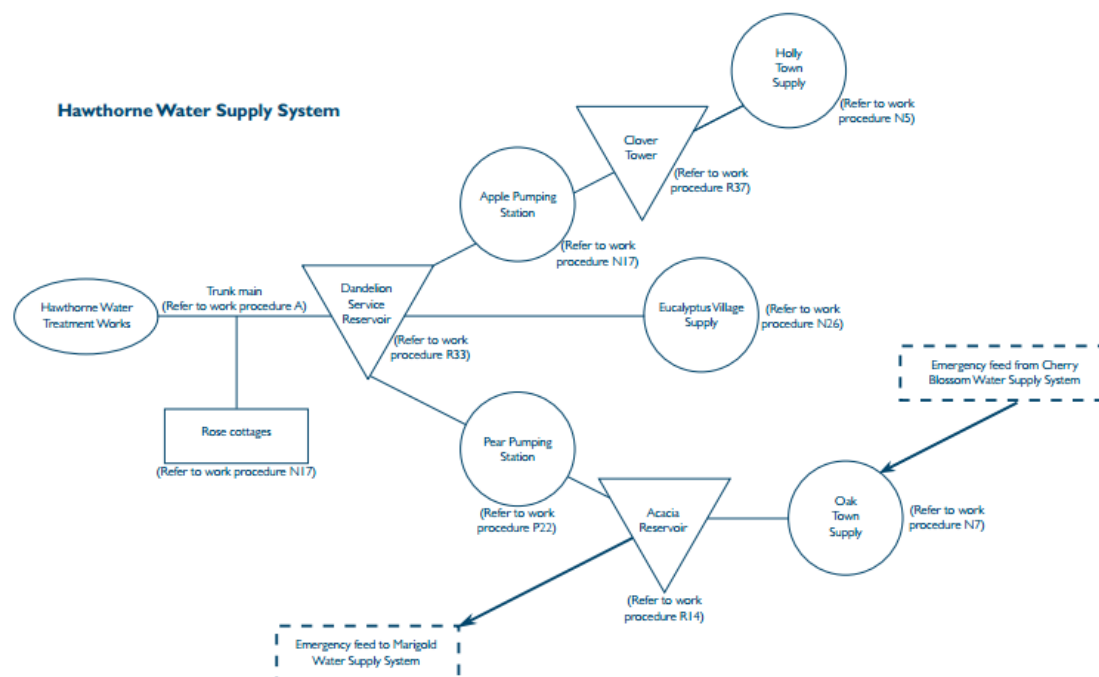 Hawthorne Water Supply System
Holly
Town
Supply
(Refer to work
procedure N5)
Clover
Tower
(Refer to work
procedure R37)
Apple Pumping
Station
(Refer to work
procedure N17)
Hawthorne Water
Treatment Works
Trunk main
(Refer to work procedure A)
Dandelion
Service
Reservoir
(Refer to work
procedure R33)
Eucalyptus Village
Supply
(Refer to work
procedure N26)
Emergency feed from Cherry
Blossom Water Supply System
Rose cottages
(Refer to work procedure N17)
Pear Pumping
Station
(Refer to work
procedure P22)
Acacia
Reservoir
(Refer to work
procedure R14)
Oak
Town
Supply
(Refer to work
procedure N7)
Emergency feed to Marigold
Water Supply System